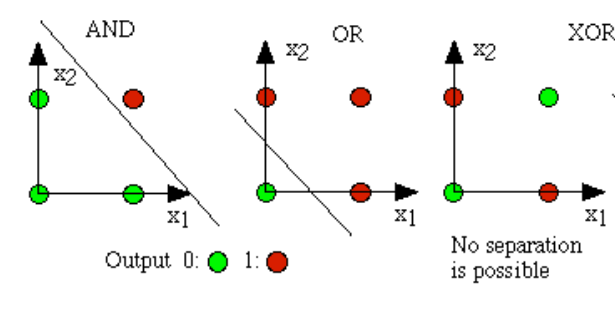 AND
x2
x1
OR
x2
x1
XOR
x2
x1
Output 0: 1:
No separation
is possible